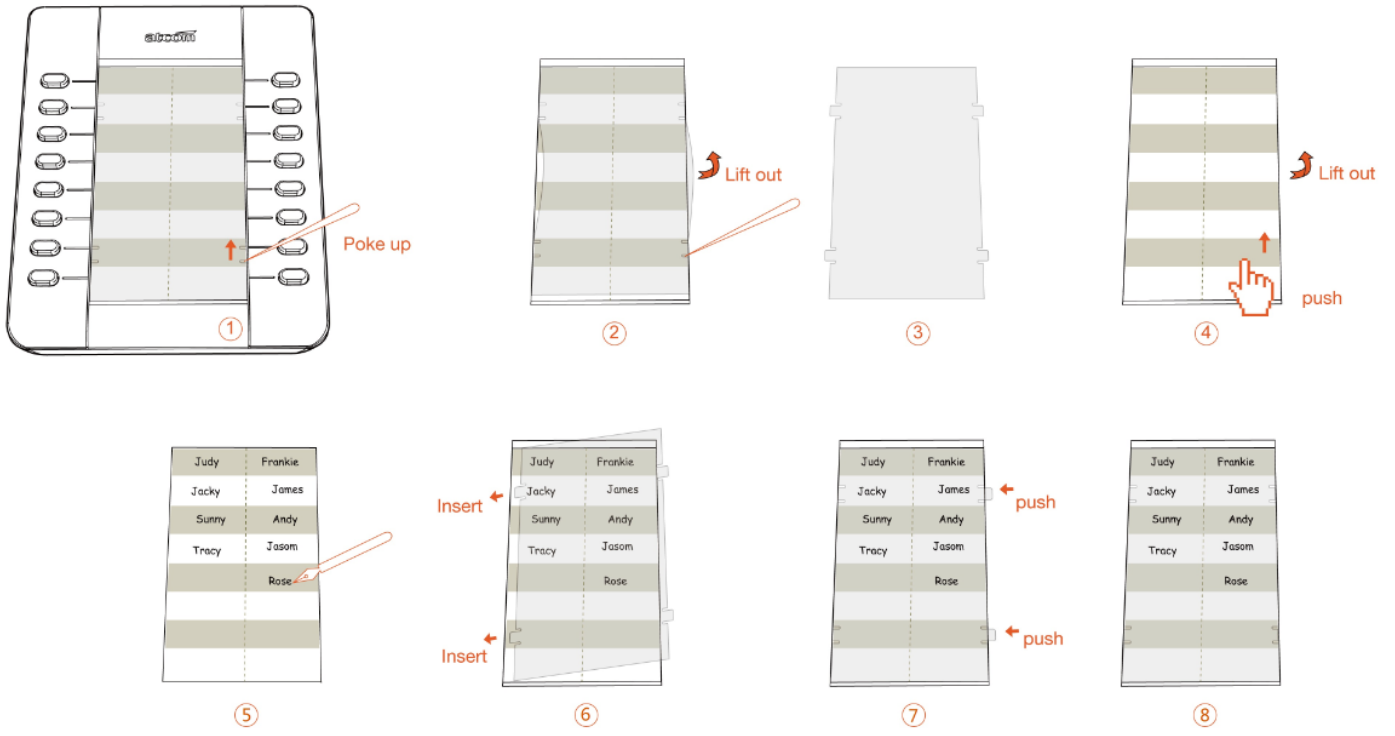 atcom
Poke up
①
Lift out
②
③
Lift out
push
④
Judy Frankie
Jacky James
Sunny Andy
Tracy Jasom
Rose
⑤
Judy Frankie
Insert Jacky James
Sunny Andy
Tracy Jasom
Rose
Insert
⑥
Judy Frankie
Jacky James push
Sunny Andy
Tracy Jasom
Rose
push
⑦
Judy Frankie
Jacky James
Sunny Andy
Tracy Jasom
Rose
⑧